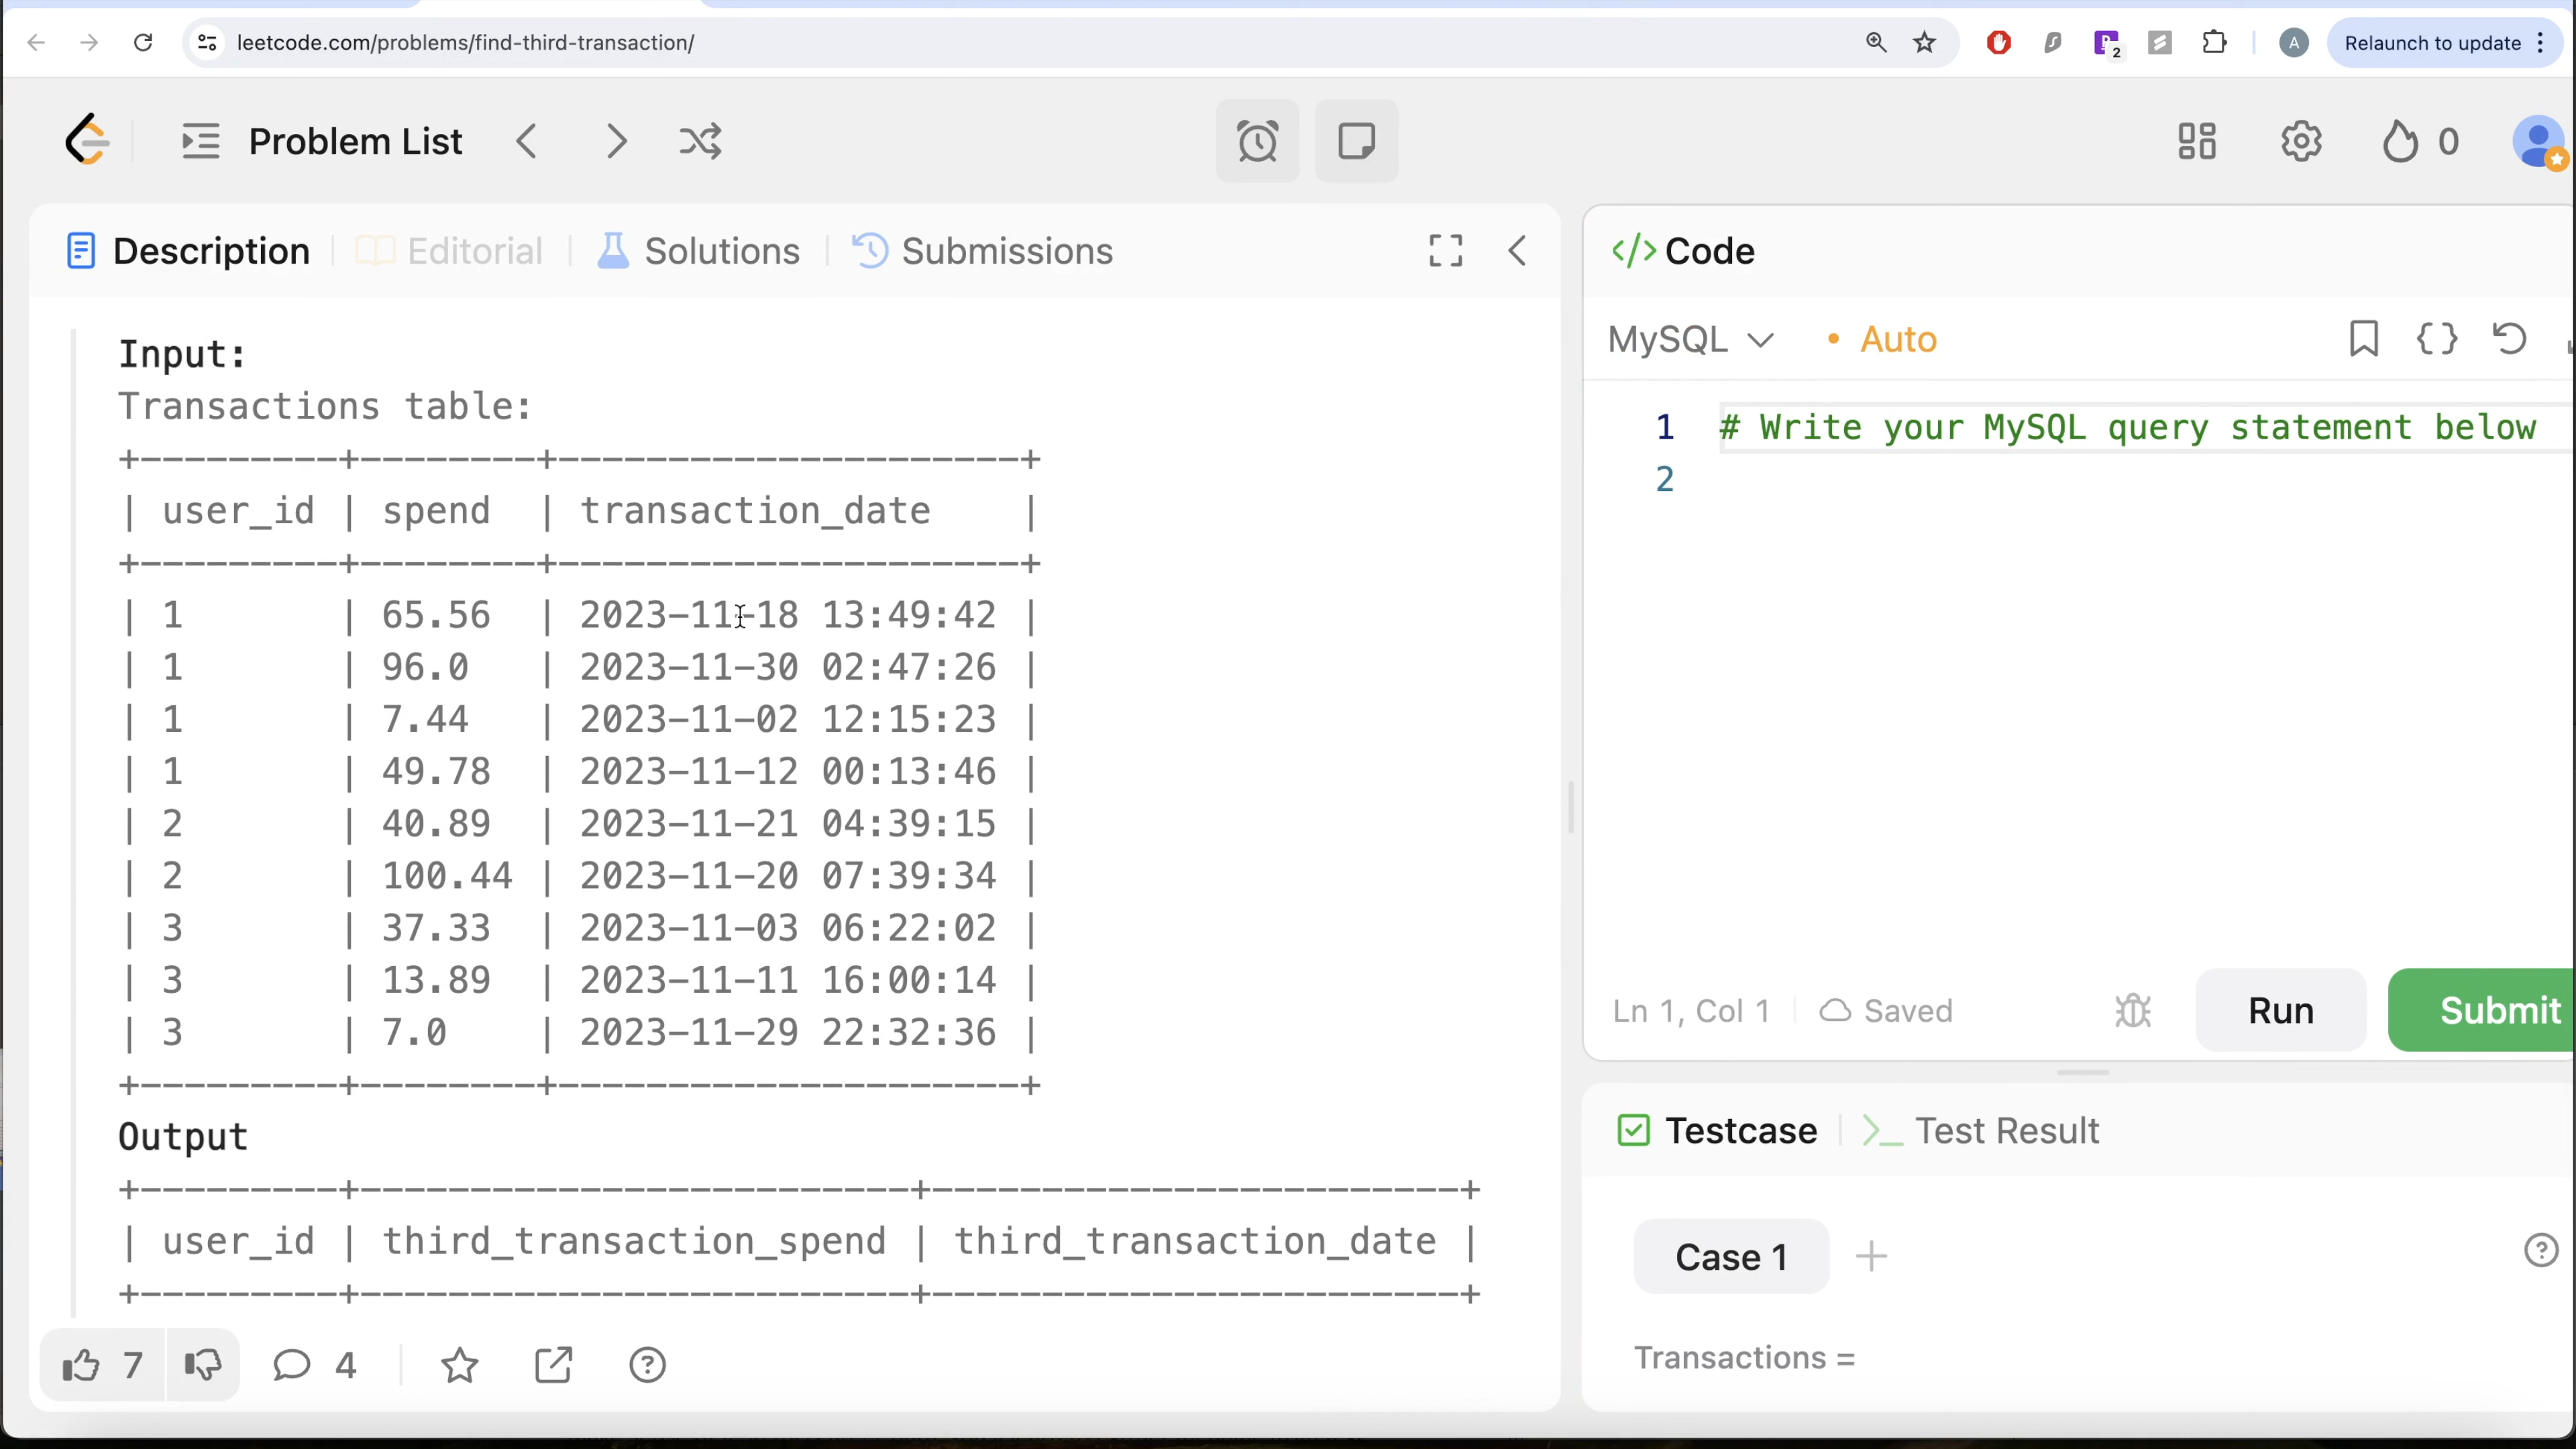 leetcode.com/problems/find-third-transaction/
2
A
Relaunch to update
Problem List
0
Description
Editorial
Solutions
Submissions
Input:
Transactions table:
+---------+--------+---------------------+
| user_id | spend | transaction_date |
+---------+--------+---------------------+
| 1 | 65.56 | 2023-11-18 13:49:42 |
| 1 | 96.0 | 2023-11-30 02:47:26 |
| 1 | 7.44 | 2023-11-02 12:15:23 |
| 1 | 49.78 | 2023-11-12 00:13:46 |
| 2 | 40.89 | 2023-11-21 04:39:15 |
| 2 | 100.44 | 2023-11-20 07:39:34 |
| 3 | 37.33 | 2023-11-03 06:22:02 |
| 3 | 13.89 | 2023-11-11 16:00:14 |
| 3 | 7.0 | 2023-11-29 22:32:36 |
+---------+--------+---------------------+
Output
+---------+-------------------------+------------------------+
| user_id | third_transaction_spend | third_transaction_date |
+---------+-------------------------+------------------------+
7
4
</> Code
MySQL
• Auto
{}
1 # Write your MySQL query statement below
2
Ln 1, Col 1
Saved
Run
Submit
Testcase
>_ Test Result
Case 1
+
Transactions =